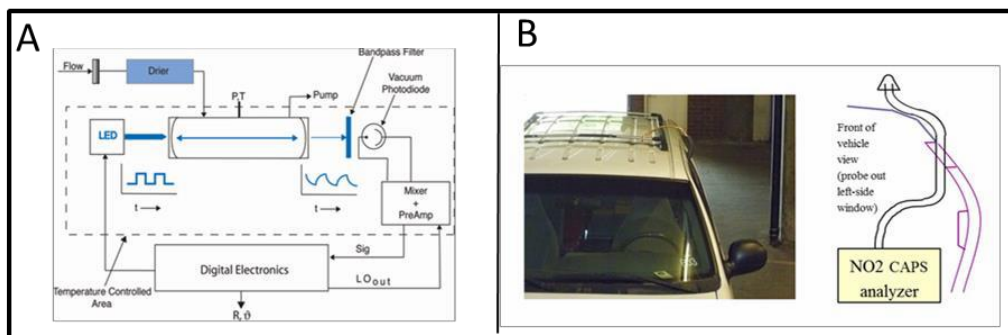 A
Bandpass Filter
Flow
Drier
Vacuum
Photodiode
P,T
Pump
LED
t
t
Mixer
+
PreAmp
Sig
Digital Electronics
LOout
Temperature Controlled
Area
R, ϑ
B
Front of
vehicle
view
(probe out
left-side
window)
NO2 CAPS
analyzer